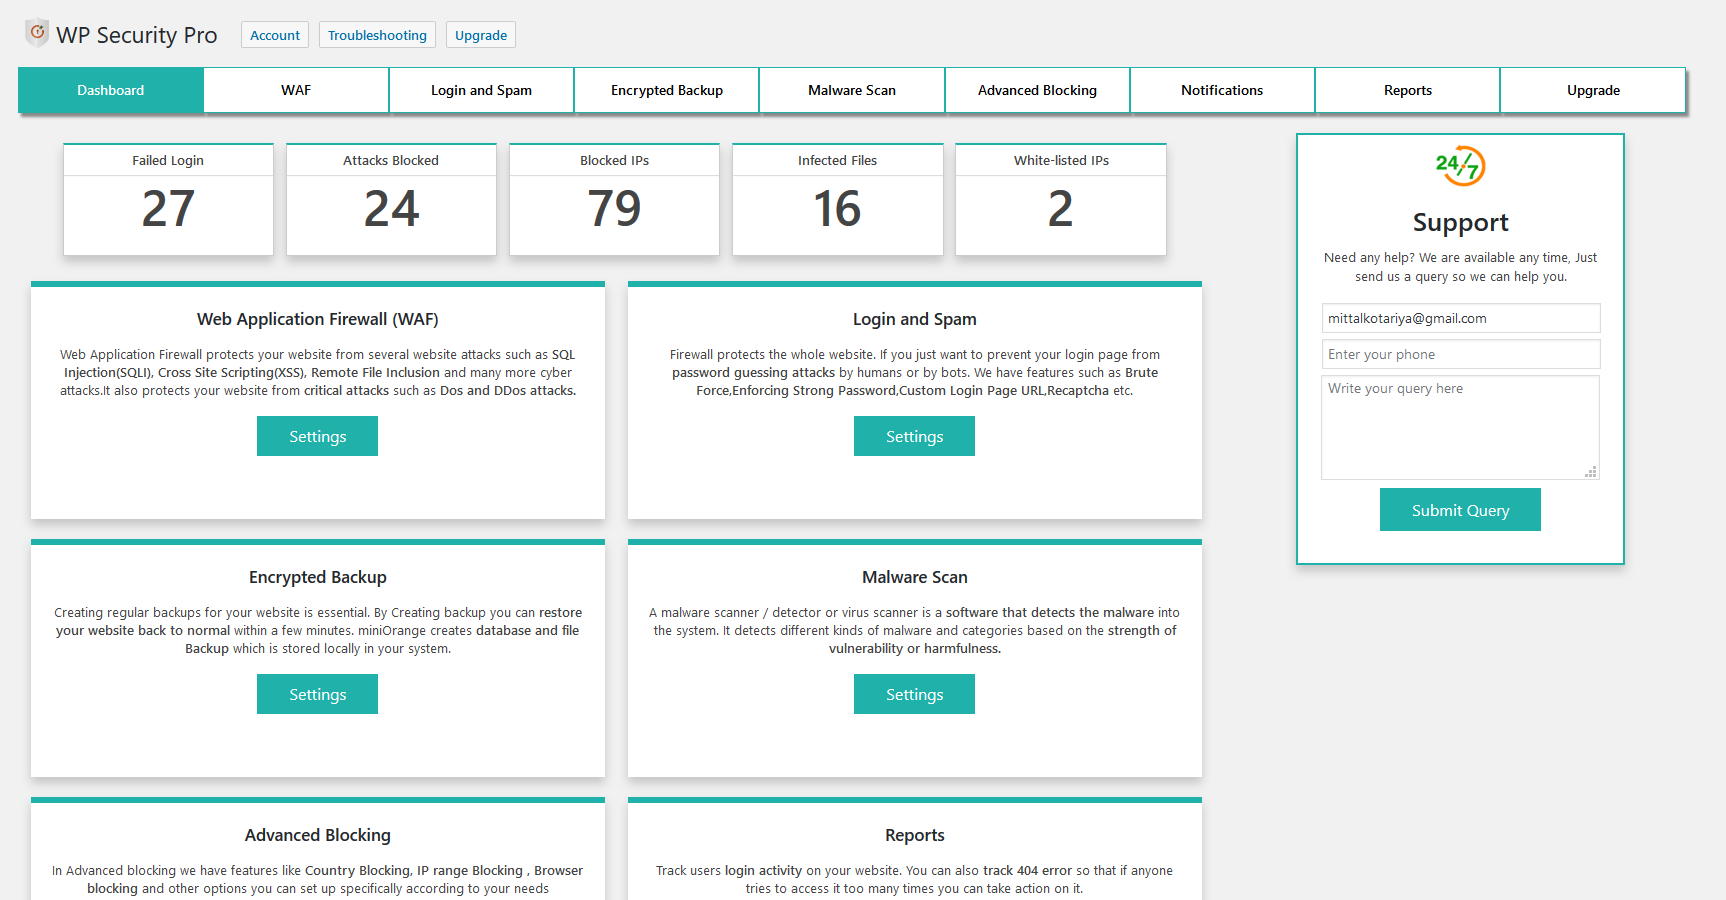 WP Security Pro
Account
Troubleshooting
Upgrade
Dashboard
WAF
Login and Spam
Encrypted Backup
Malware Scan
Advanced Blocking
Notifications
Reports
Upgrade
Failed Login
27
Attacks Blocked
24
Blocked IPs
79
Infected Files
16
White-listed IPs
2
24/7
Support
Need any help? We are available any time, Just
send us a query so we can help you.
mittalkotariya@gmail.com
Enter your phone
Write your query here
Submit Query
Web Application Firewall (WAF)
Web Application Firewall protects your website from several website attacks such as SQL
Injection(SQLI), Cross Site Scripting(XSS), Remote File Inclusion and many more cyber
attacks.It also protects your website from critical attacks such as Dos and DDos attacks.
Settings
Login and Spam
Firewall protects the whole website. If you just want to prevent your login page from
password guessing attacks by humans or by bots. We have features such as Brute
Force,Enforcing Strong Password,Custom Login Page URL,Recaptcha etc.
Settings
Encrypted Backup
Creating regular backups for your website is essential. By Creating backup you can restore
your website back to normal within a few minutes. miniOrange creates database and file
Backup which is stored locally in your system.
Settings
Malware Scan
A malware scanner / detector or virus scanner is a software that detects the malware into
the system. It detects different kinds of malware and categories based on the strength of
vulnerability or harmfulness.
Settings
Advanced Blocking
In Advanced blocking we have features like Country Blocking, IP range Blocking , Browser
blocking and other options you can set up specifically according to your needs
Reports
Track users login activity on your website. You can also track 404 error so that if anyone
tries to access it too many times you can take action on it.